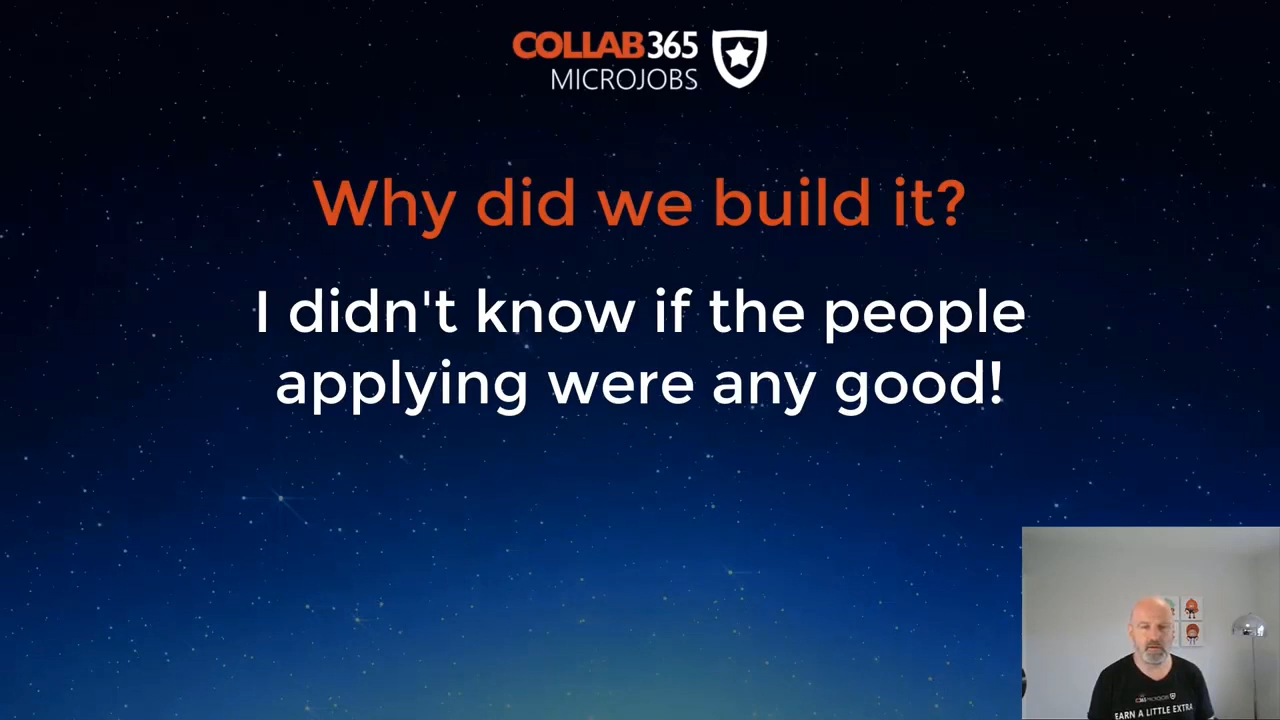 COLLAB365
MICROJOBS
Why did we build it?
I didn't know if the people
applying were any good!
MICROJOBS
EARN A LITTLE EXTRA